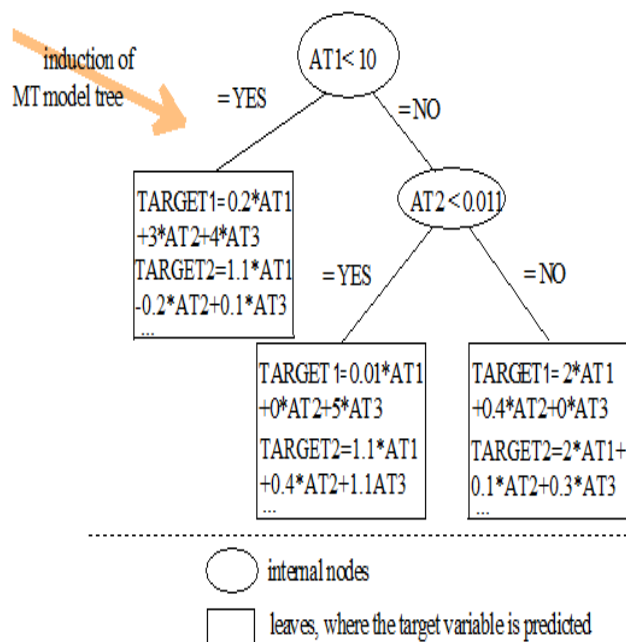 induction of
MT model tree
AT1< 10
=YES
=NO
TARGET1=0.2*AT1
+3*AT2+4*AT3
TARGET2=1.1*AT1
-0.2*AT2+0.1*AT3
...
AT2<0.011
=YES
=NO
TARGET1=0.01*AT1
+0*AT2+5*AT3
TARGET2=1.1*AT1
+0.4*AT2+1.1AT3
...
TARGET1=2*AT1
+0.4*AT2+0*AT3
TARGET2=2*AT1+
0.1*AT2+0.3*AT3
...
internal nodes
leaves, where the target variable is predicted